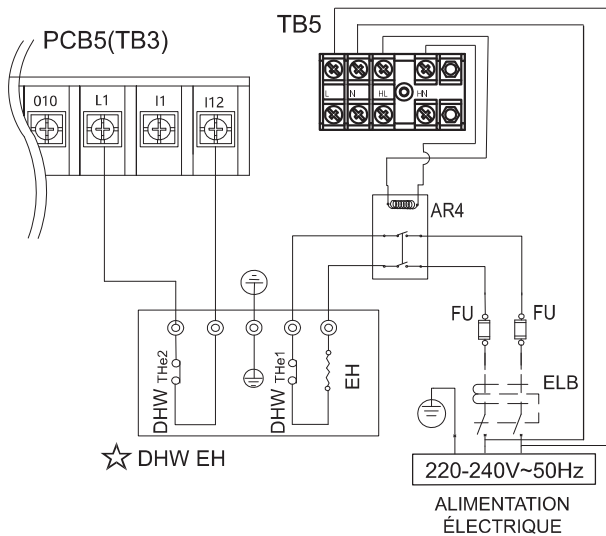 PCB5(TB3)
TB5
010 L1 I1 I12
L N HL HN
AR4
FU FU
ELB
DHW THe2
DHW THe1
EH
☆ DHW EH
220-240V~50Hz
ALIMENTATION
ÉLECTRIQUE